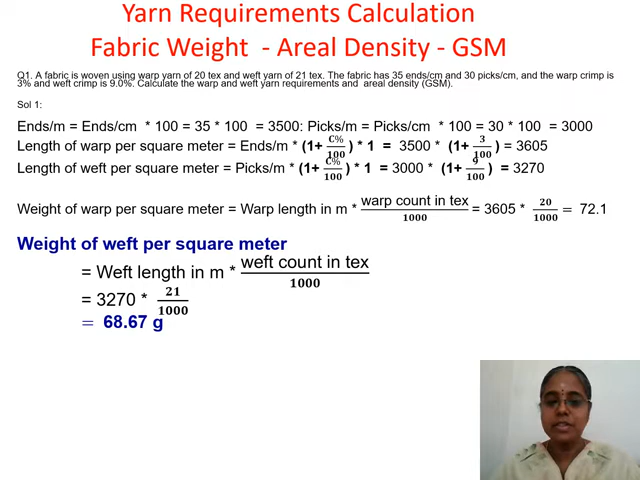 Yarn Requirements Calculation
Fabric Weight - Areal Density - GSM
Q1. A fabric is woven using warp yarn of 20 tex and weft yarn of 21 tex. The fabric has 35 ends/cm and 30 picks/cm, and the warp crimp is
3% and weft crimp is 9.0%. Calculate the warp and weft yarn requirements and areal density (GSM).
Sol 1:
Ends/m = Ends/cm * 100 = 35 * 100 = 3500: Picks/m = Picks/cm * 100 = 30 * 100 = 3000
Length of warp per square meter = Ends/m * (1+ C%/100 ) * 1 = 3500 * (1+ 3/100 ) = 3605
Length of weft per square meter = Picks/m * (1+ C%/100 ) * 1 = 3000 * (1+ 9/100 ) = 3270
Weight of warp per square meter = Warp length in m * warp count in tex/1000 = 3605 * 20/1000 = 72.1
Weight of weft per square meter
= Weft length in m * weft count in tex/1000
= 3270 * 21/1000
= 68.67 g